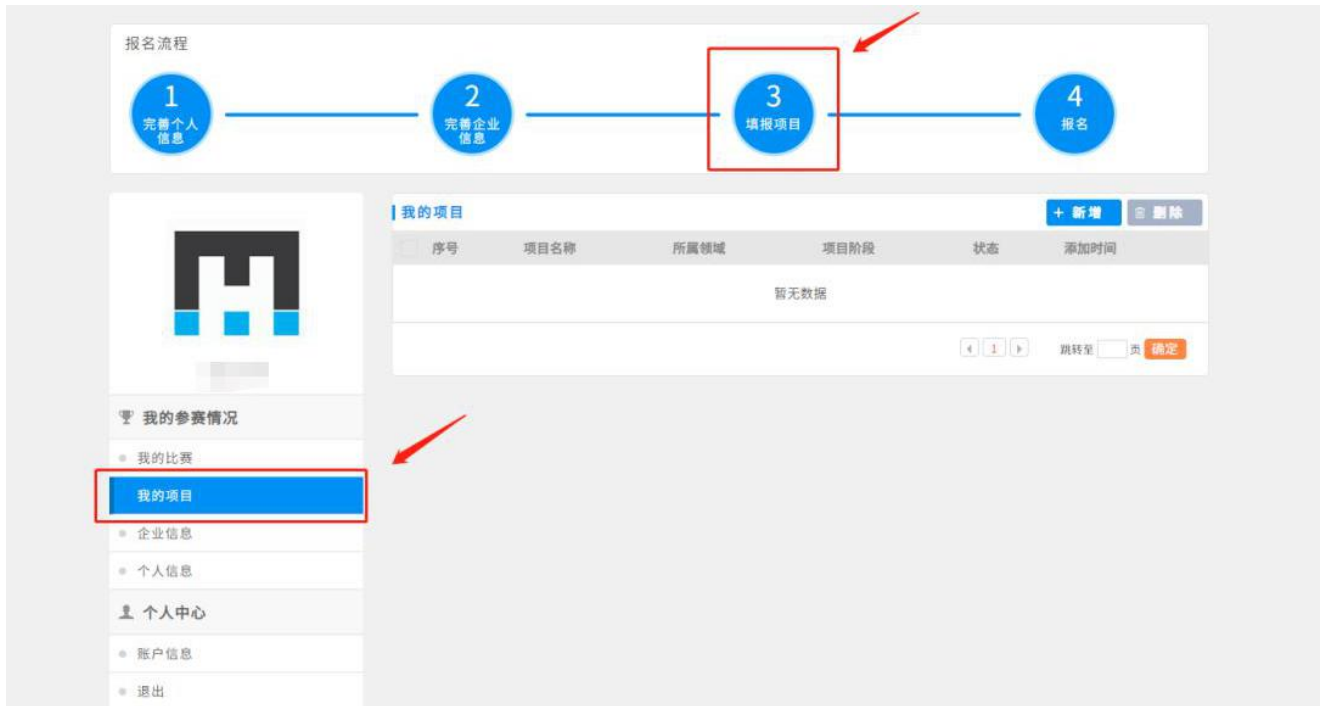 报名流程
1
完善个人
信息
2
完善企业
信息
3
填报项目
4
报名
我的项目
+ 新增
删除
序号 项目名称 所属领域 项目阶段 状态 添加时间
暂无数据
1 跳转至 页 确定
我的参赛情况
我的比赛
我的项目
企业信息
个人信息
个人中心
账户信息
退出